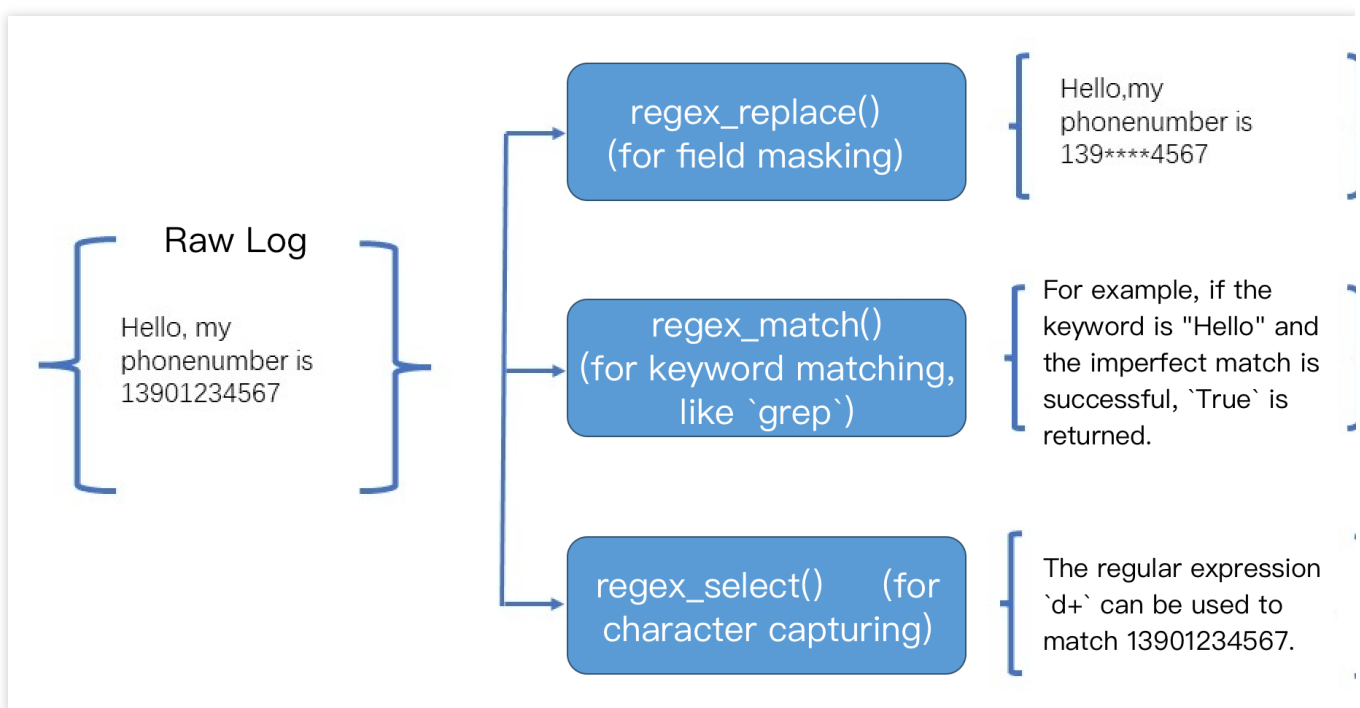 Raw Log
Hello, my
phonenumber is
13901234567
regex_replace()
(for field masking)
Hello,my
phonenumber is
139****4567
regex_match()
(for keyword matching,
like `grep`)
For example, if the
keyword is "Hello" and
the imperfect match is
successful, `True` is
returned.
regex_select() (for
character capturing)
The regular expression
`d+` can be used to
match 13901234567.